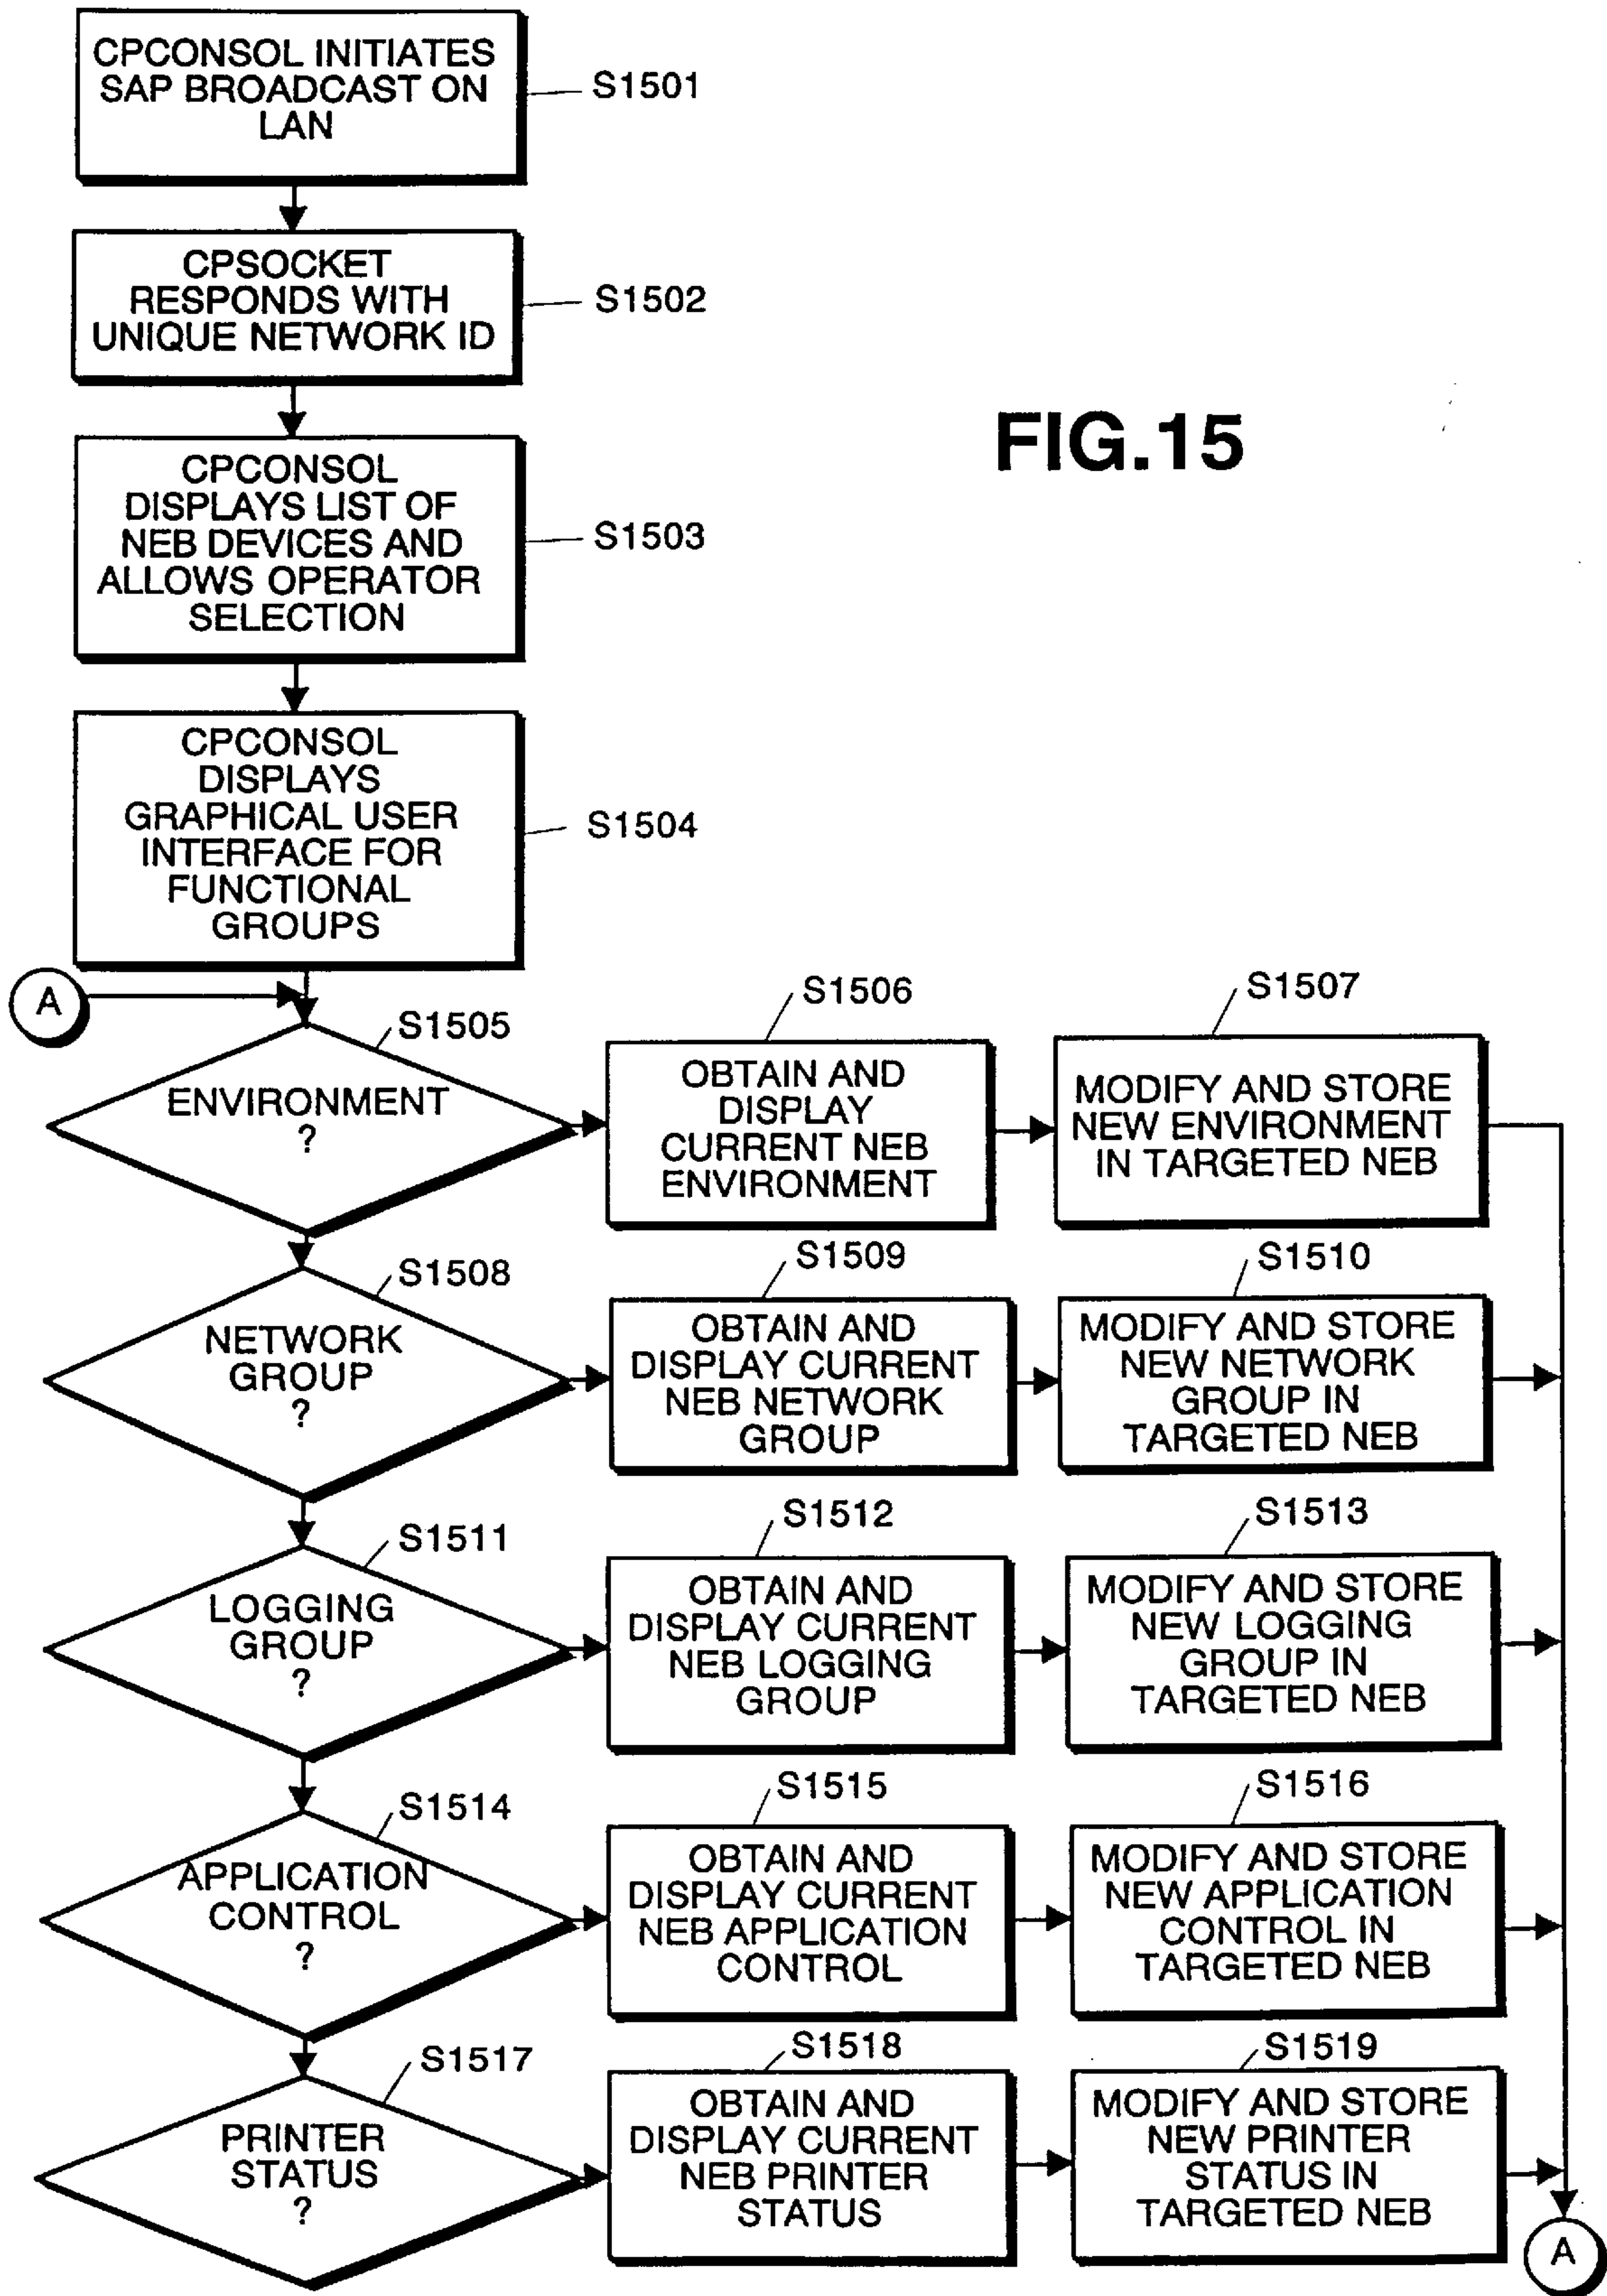 CPCONSOL INITIATES
SAP BROADCAST ON
LAN
S1501
CPSOCKET
RESPONDS WITH
UNIQUE NETWORK ID
S1502
FIG.15
CPCONSOL
DISPLAYS LIST OF
NEB DEVICES AND
ALLOWS OPERATOR
SELECTION
S1503
CPCONSOL
DISPLAYS
GRAPHICAL USER
INTERFACE FOR
FUNCTIONAL
GROUPS
S1504
A
S1505
ENVIRONMENT
?
S1506
OBTAIN AND
DISPLAY
CURRENT NEB
ENVIRONMENT
S1507
MODIFY AND STORE
NEW ENVIRONMENT
IN TARGETED NEB
S1508
NETWORK
GROUP
?
S1509
OBTAIN AND
DISPLAY CURRENT
NEB NETWORK
GROUP
S1510
MODIFY AND STORE
NEW NETWORK
GROUP IN
TARGETED NEB
S1511
LOGGING
GROUP
?
S1512
OBTAIN AND
DISPLAY CURRENT
NEB LOGGING
GROUP
S1513
MODIFY AND STORE
NEW LOGGING
GROUP IN
TARGETED NEB
S1514
APPLICATION
CONTROL
?
S1515
OBTAIN AND
DISPLAY CURRENT
NEB APPLICATION
CONTROL
S1516
MODIFY AND STORE
NEW APPLICATION
CONTROL IN
TARGETED NEB
S1517
PRINTER
STATUS
?
S1518
OBTAIN AND
DISPLAY CURRENT
NEB PRINTER
STATUS
S1519
MODIFY AND STORE
NEW PRINTER
STATUS IN
TARGETED NEB
A